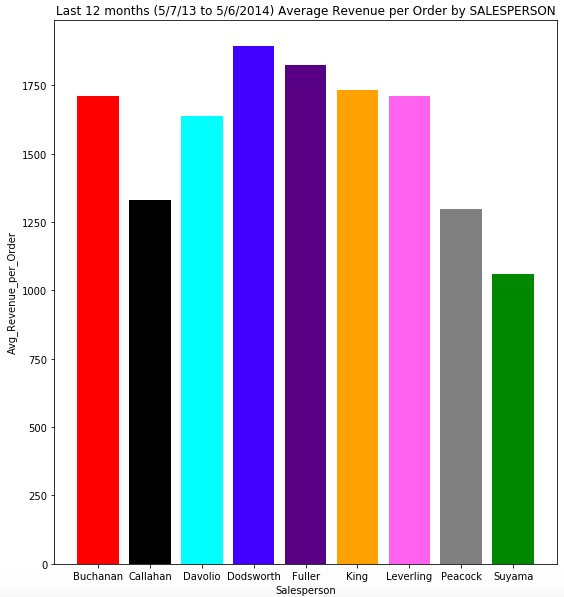 Last 12 months (5/7/13 to 5/6/2014) Average Revenue per Order by SALESPERSON
1750
1500
1250
1000
750
500
250
0
Avg_Revenue_per_Order
Buchanan Callahan Davolio Dodsworth Fuller King Leverling Peacock Suyama
Salesperson